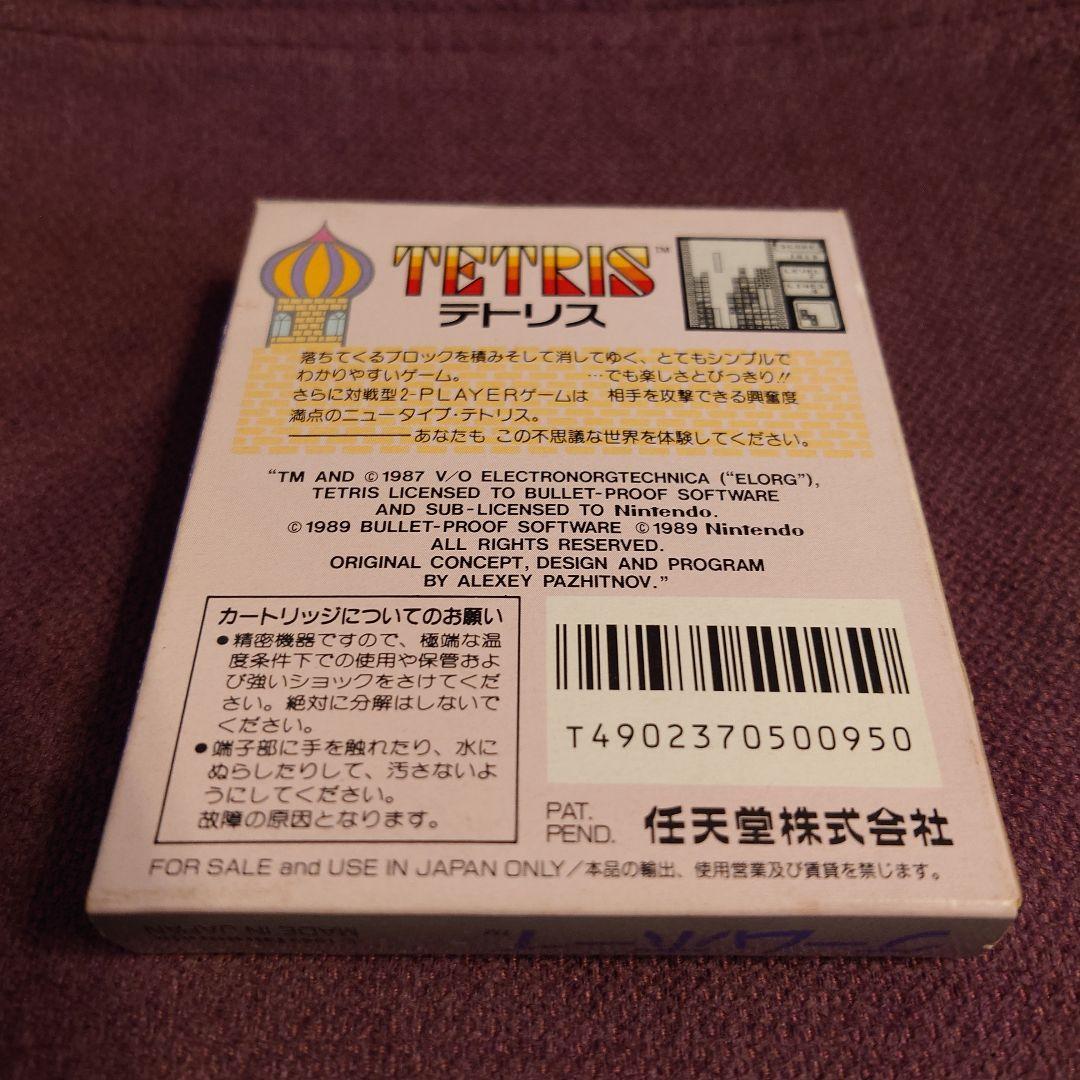 TETRIS™
テトリス
SCORE
LEVEL
LINES
落ちてくるブロックを積みそして消してゆく、とてもシンプルで
わかりやすいゲーム。 …でも楽しさとびっきり!!
さらに対戦型2-PLAYERゲームは 相手を攻撃できる興奮度
満点のニュータイプ・テトリス。
————あなたも この不思議な世界を体験してください。
“TM AND ©1987 V/O ELECTRONORGTECHNICA (“ELORG”),
TETRIS LICENSED TO BULLET-PROOF SOFTWARE
AND SUB-LICENSED TO Nintendo.
©1989 BULLET-PROOF SOFTWARE ©1989 Nintendo
ALL RIGHTS RESERVED.
ORIGINAL CONCEPT, DESIGN AND PROGRAM
BY ALEXEY PAZHITNOV.”
カートリッジについてのお願い
●精密機器ですので、極端な温
度条件下での使用や保管およ
び強いショックをさけてくだ
さい。絶対に分解はしないで
ください。
●端子部に手を触れたり、水に
ぬらしたりして、汚さないよ
うにしてください。
故障の原因となります。
T4902370500950
PAT.
PEND.
任天堂株式会社
FOR SALE and USE IN JAPAN ONLY/本品の輸出、使用営業及び賃貸を禁じます。
MADE IN JAPAN
ゲームボーイ™